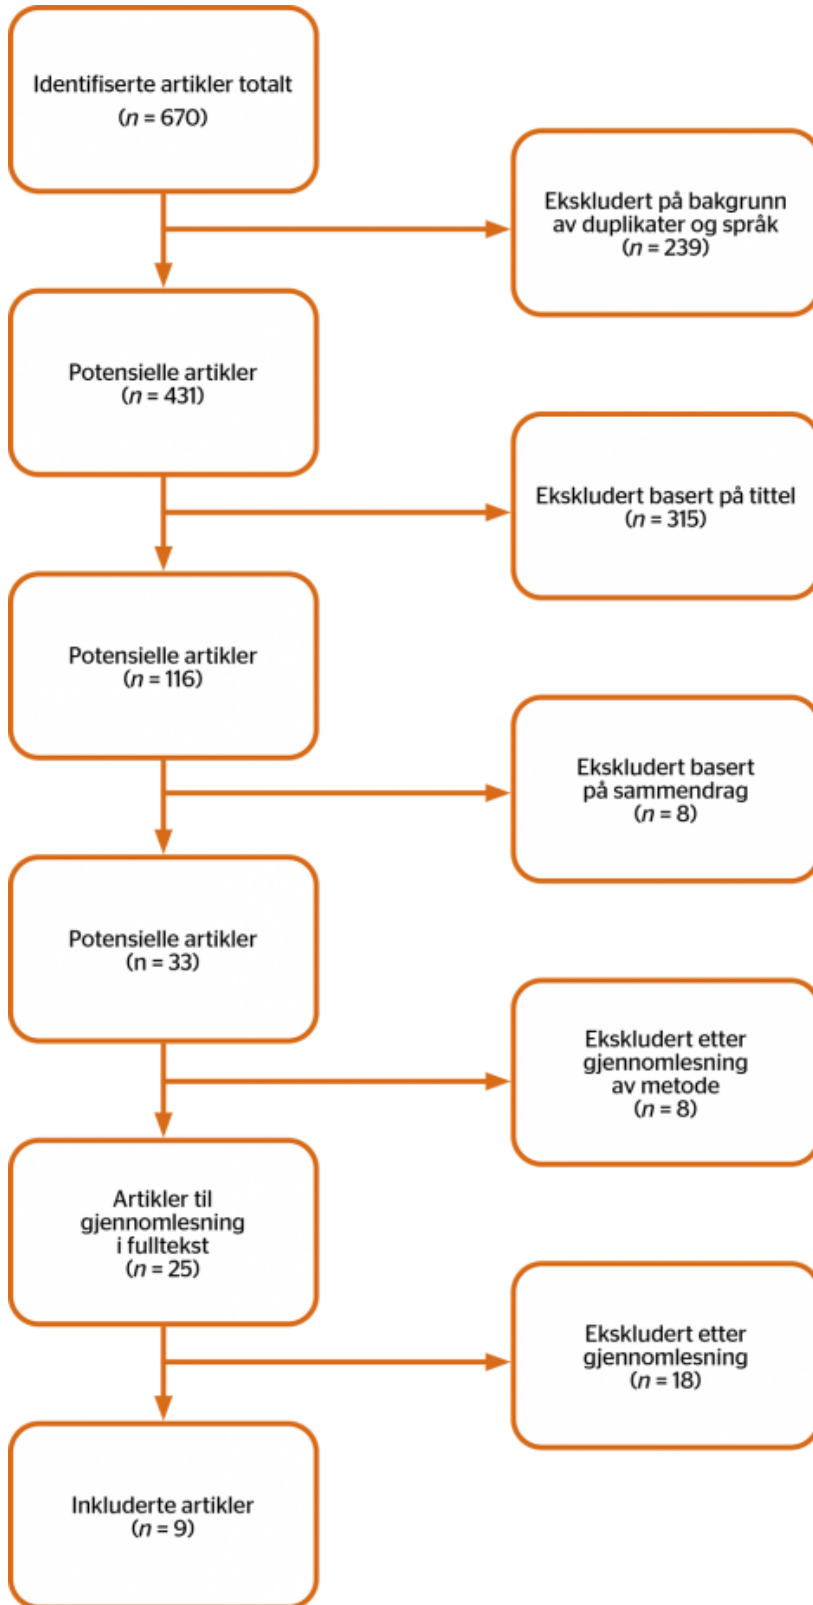 Identifiserte artikler totalt
(n = 670)
Ekskludert på bakgrunn
av duplikater og språk
(n = 239)
Potensielle artikler
(n = 431)
Ekskludert basert på tittel
(n = 315)
Potensielle artikler
(n = 116)
Ekskludert basert
på sammendrag
(n = 8)
Potensielle artikler
(n = 33)
Ekskludert etter
gjennomlesning
av metode
(n = 8)
Artikler til
gjennomlesning
i fulltekst
(n = 25)
Ekskludert etter
gjennomlesning
(n = 18)
Inkluderte artikler
(n = 9)